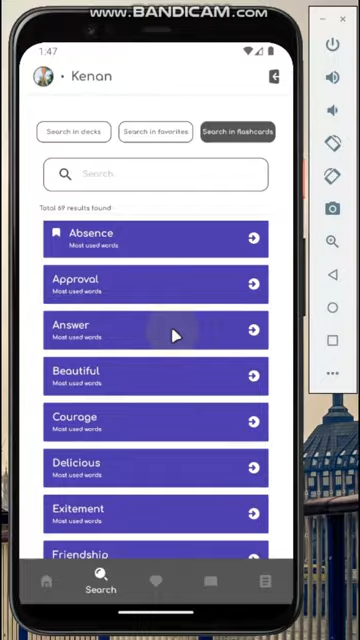 www.BANDICAM.COM
1:47
• Kenan
Search in decks
Search in favorites
Search in flashcards
Search
Total 69 results found
Absence
Most used words
Approval
Most used words
Answer
Most used words
Beautiful
Most used words
Courage
Most used words
Delicious
Most used words
Exitement
Most used words
Friendship
Search